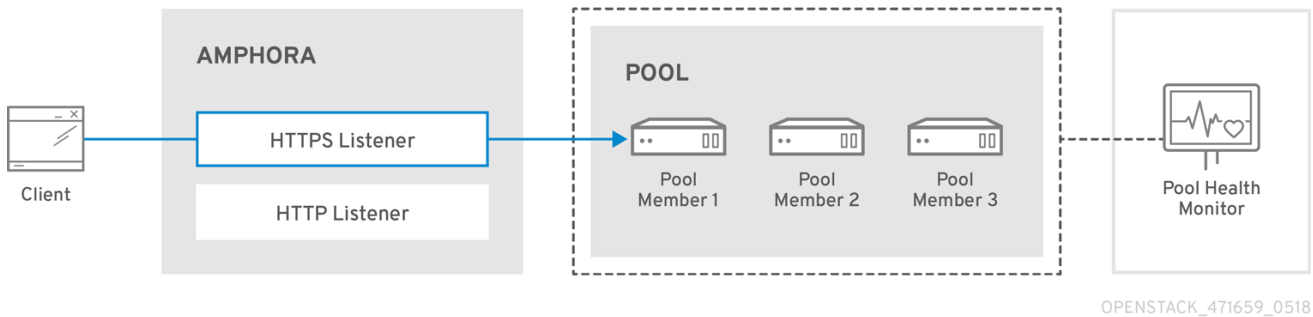 AMPHORA
HTTPS Listener
HTTP Listener
Client
POOL
Pool
Member 1
Pool
Member 2
Pool
Member 3
Pool Health
Monitor
OPENSTACK_471659_0518